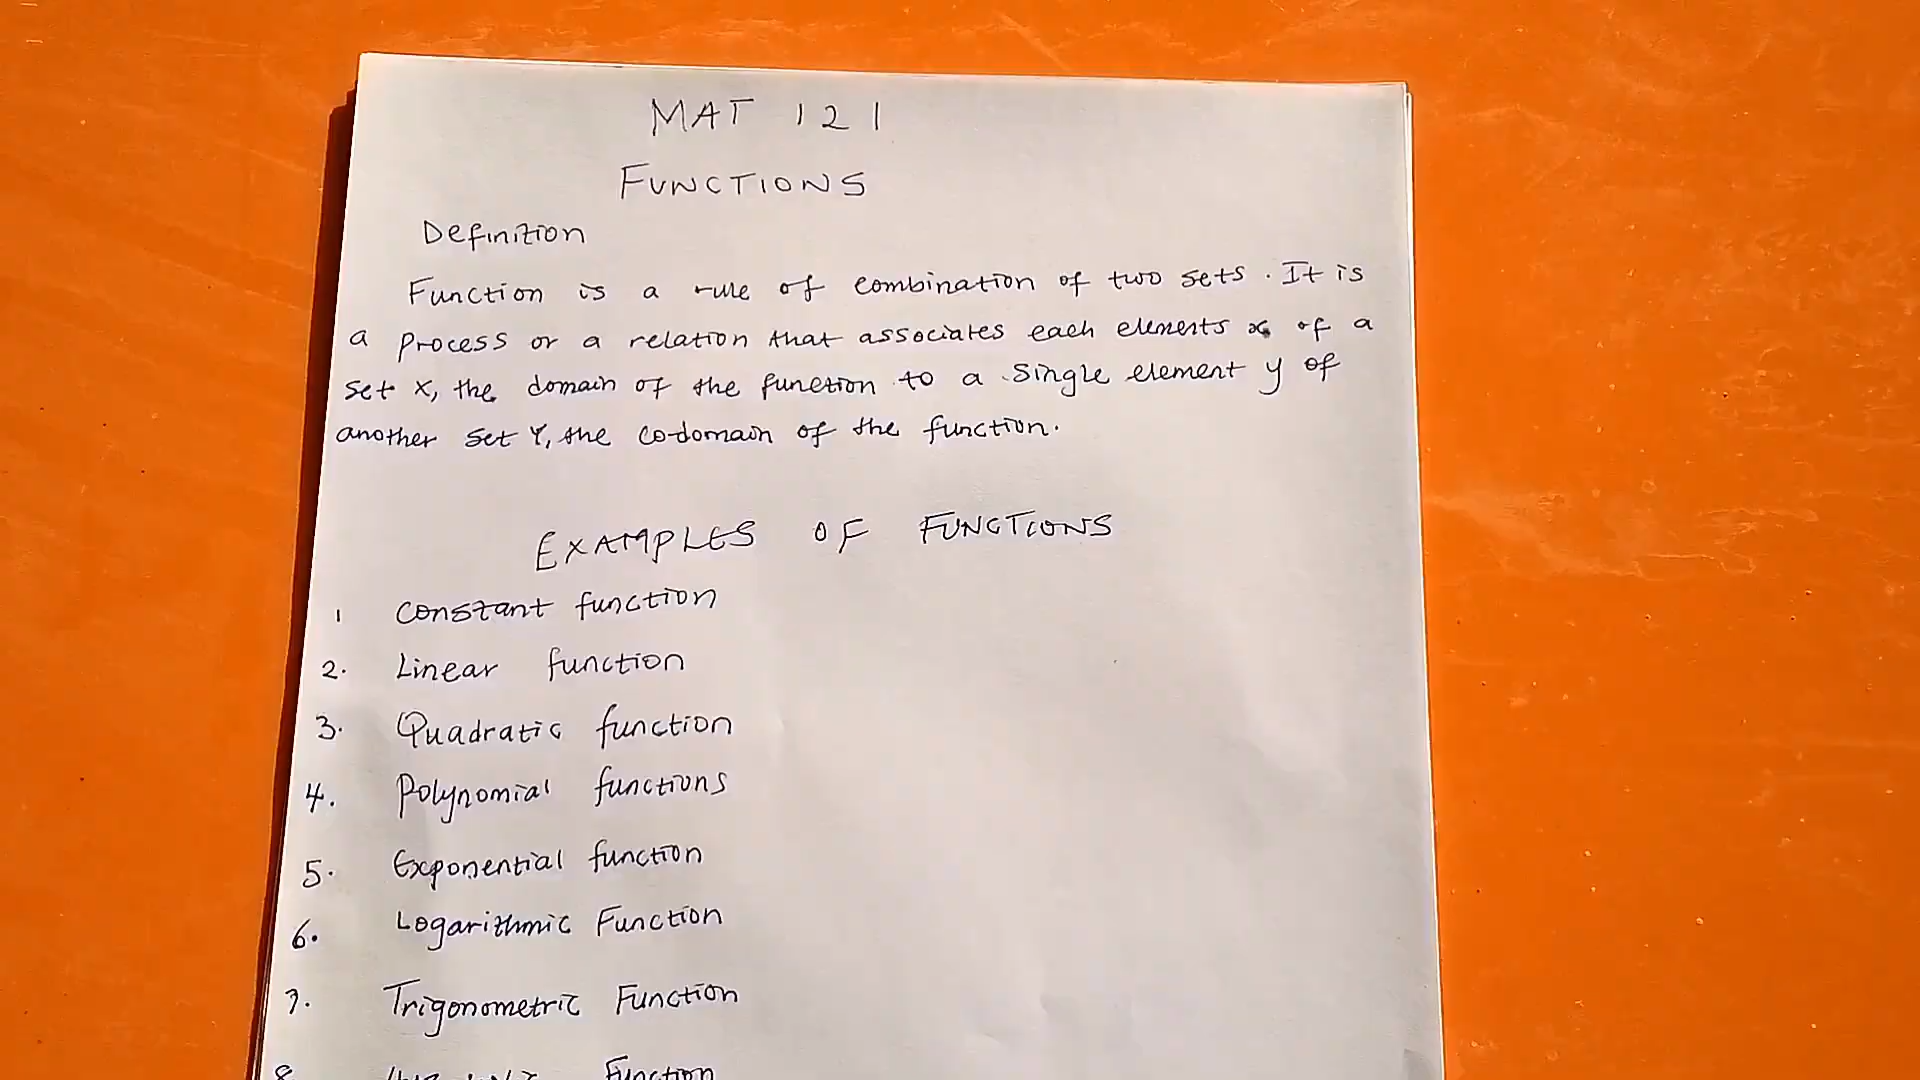 MAT 121
FUNCTIONS
Definition
Function is a rule of combination of two sets. It is
a process or a relation that associates each elements x of a
set X, the domain of the function to a single element y of
another set Y, the co-domain of the function.
EXAMPLES OF FUNCTIONS
1 Constant function
2. Linear function
3. Quadratic function
4. Polynomial functions
5. Exponential function
6. Logarithmic Function
7. Trigonometric Function
8 Function